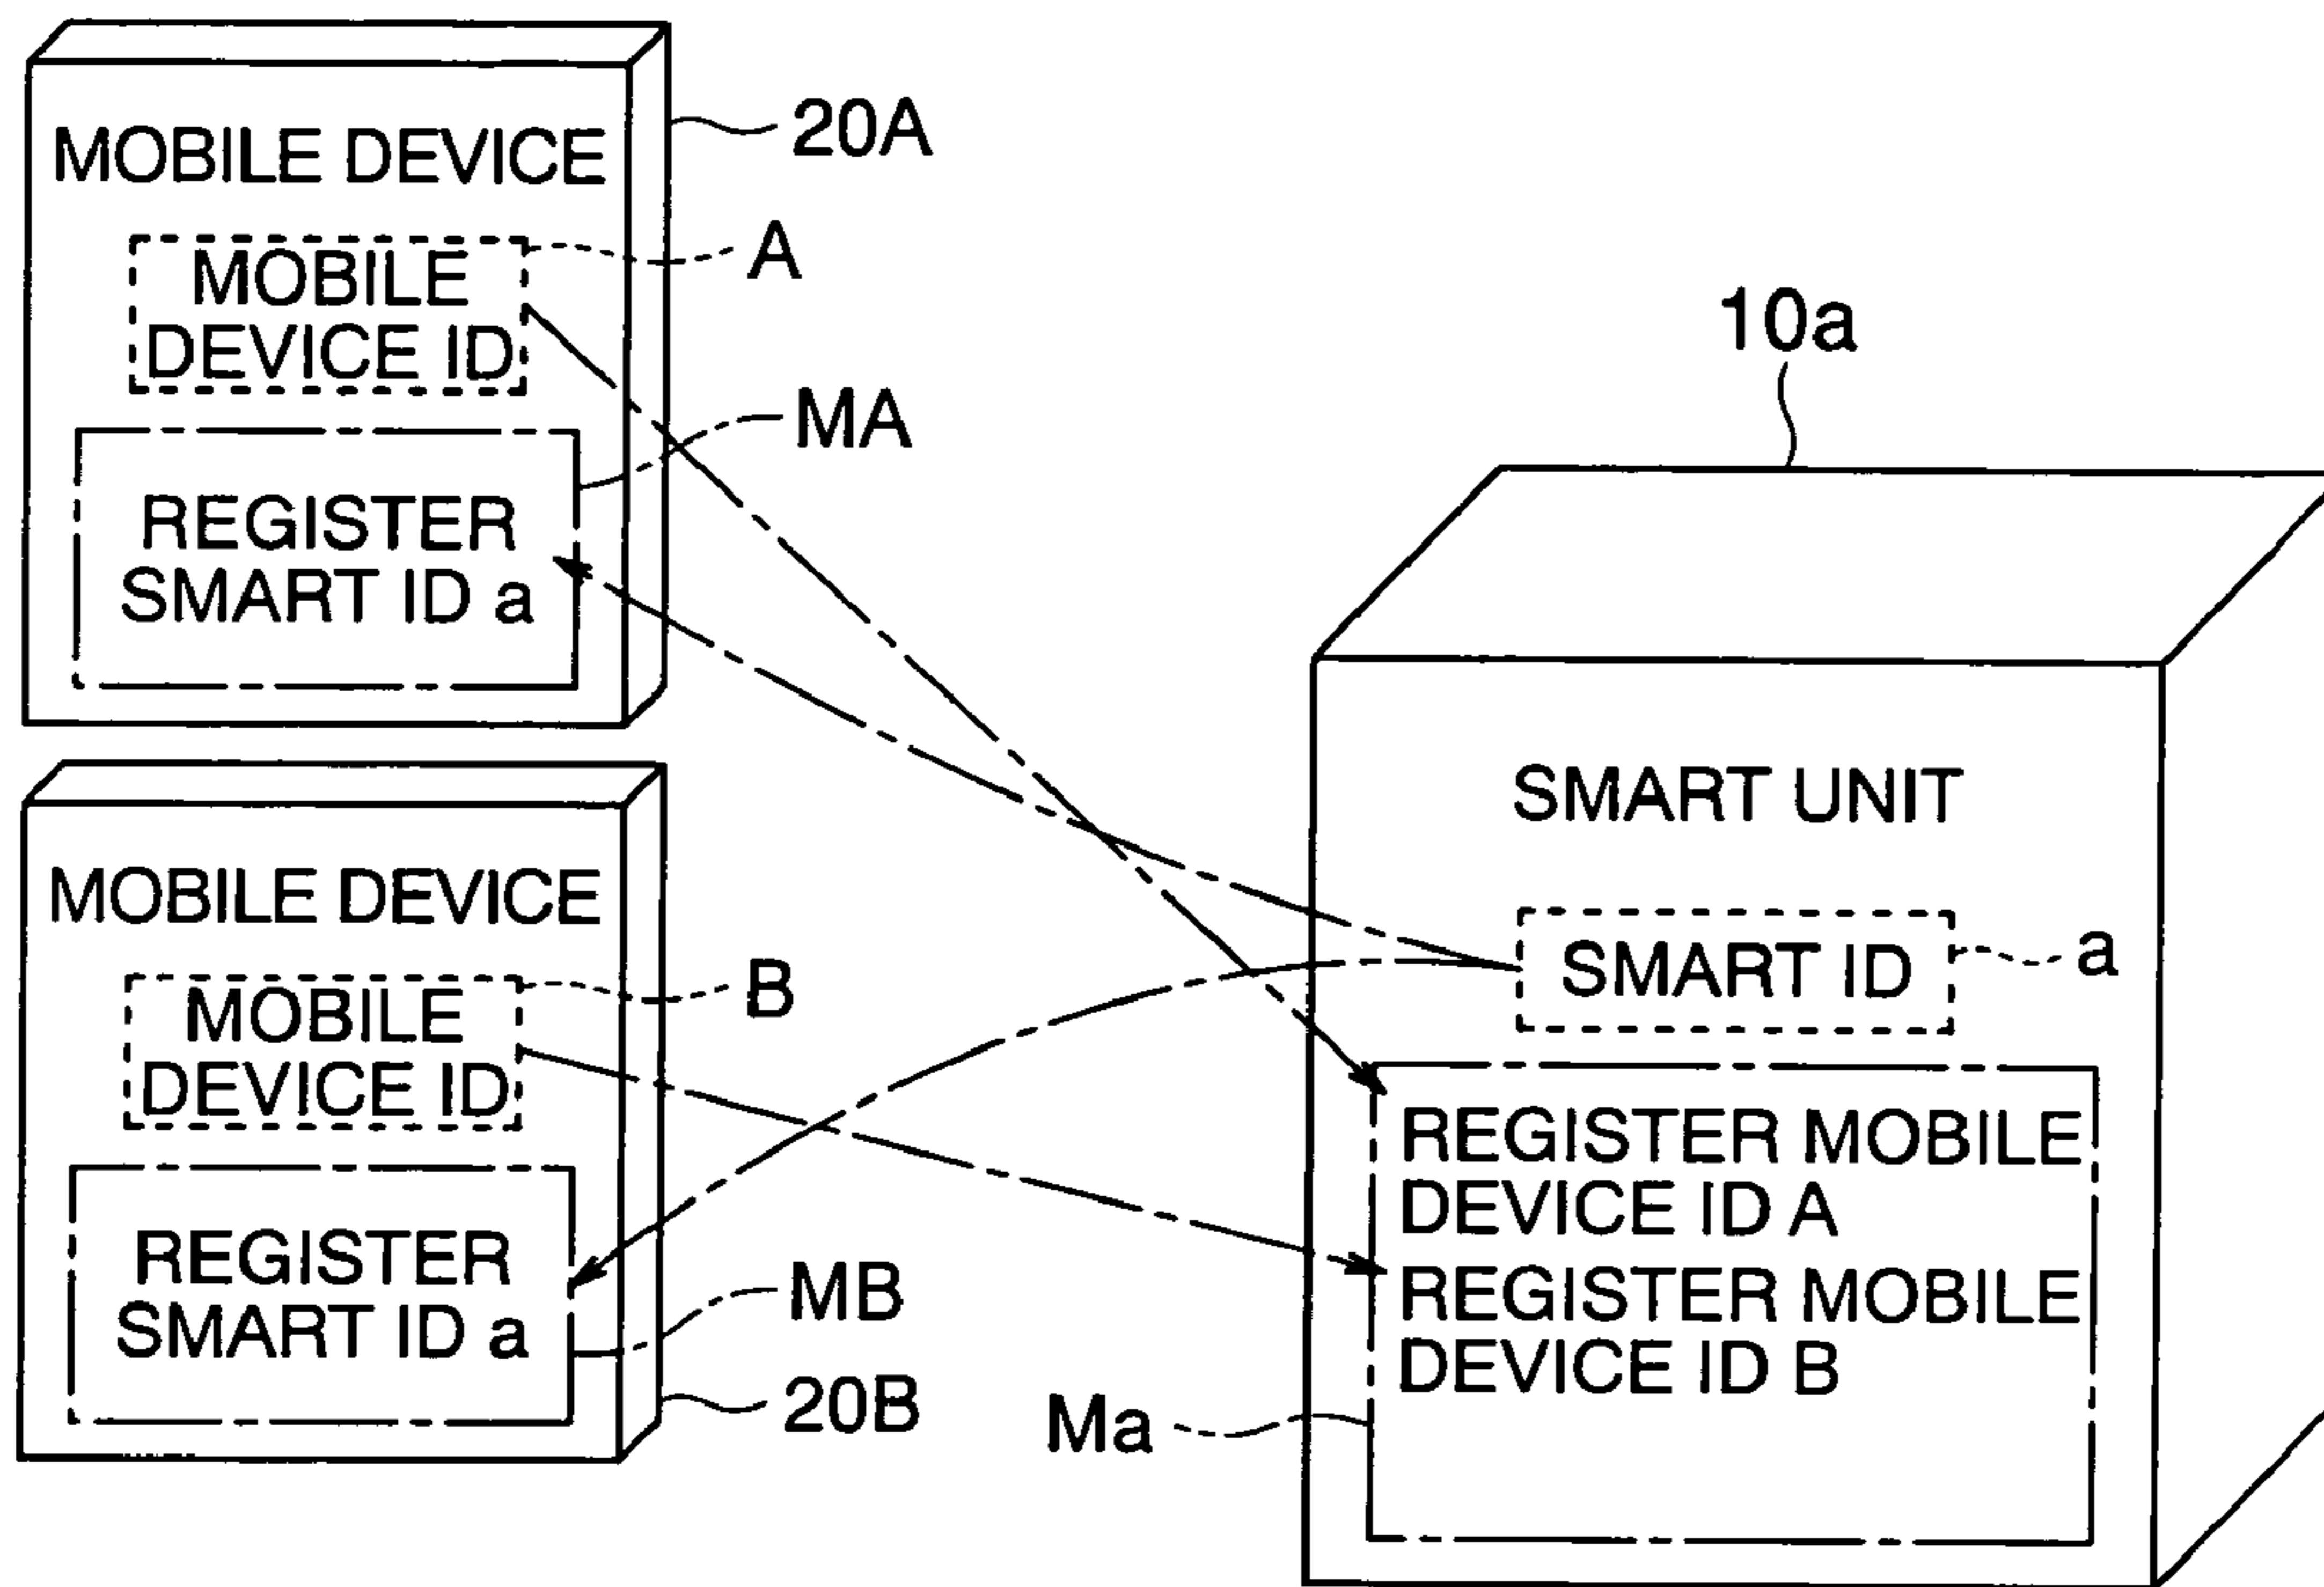 MOBILE DEVICE
20A
MOBILE
DEVICE ID
A
MA
REGISTER
SMART ID a
MOBILE DEVICE
MOBILE
DEVICE ID
B
REGISTER
SMART ID a
MB
20B
10a
SMART UNIT
SMART ID
a
REGISTER MOBILE
DEVICE ID A
REGISTER MOBILE
DEVICE ID B
Ma